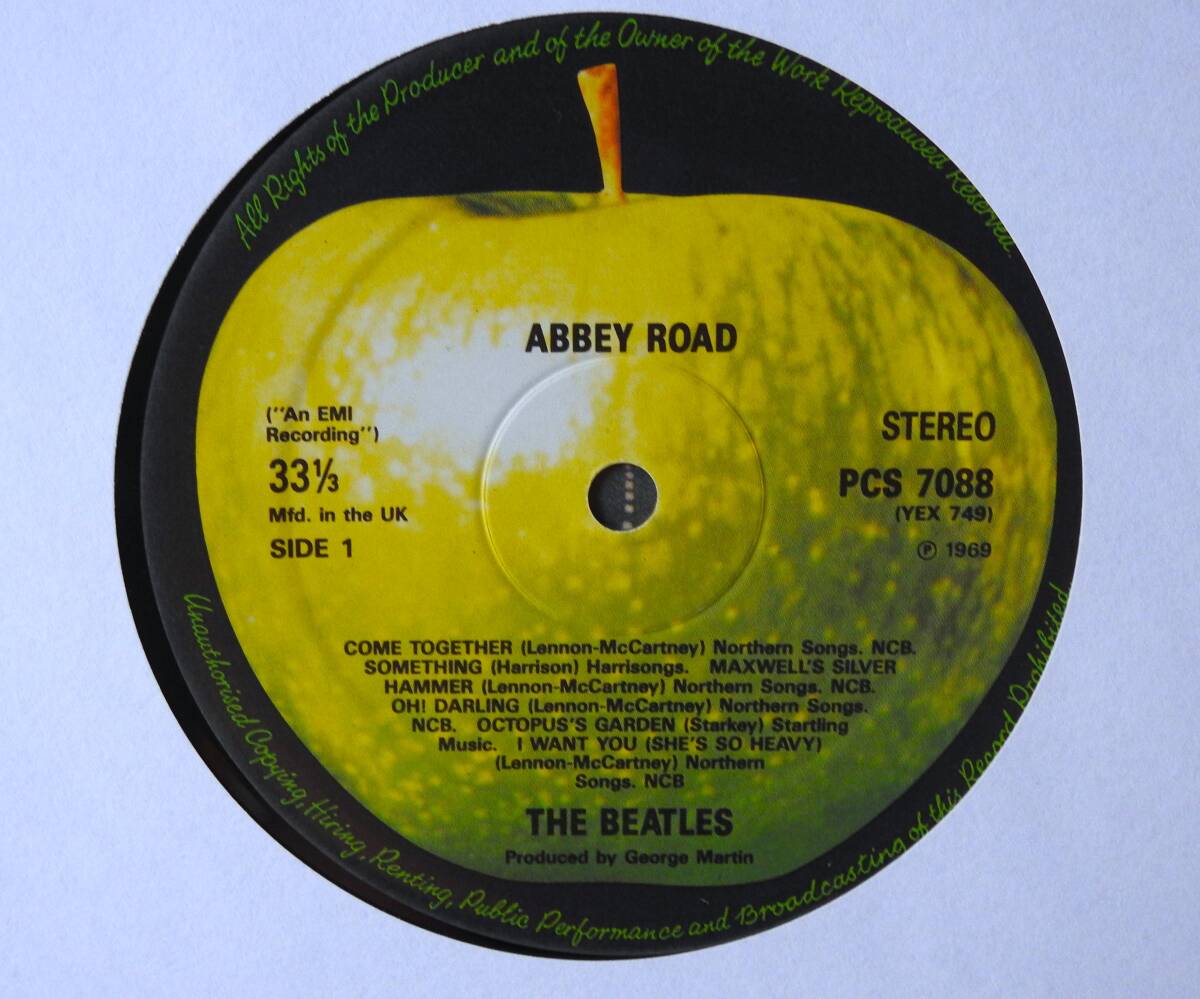 All Rights of the Producer and of the Owner of the Work Reproduced Reserved.
ABBEY ROAD
(“An EMI
Recording”)
33⅓
Mfd. in the UK
SIDE 1
STEREO
PCS 7088
(YEX 749)
Ⓟ 1969
COME TOGETHER (Lennon-McCartney) Northern Songs. NCB.
SOMETHING (Harrison) Harrisongs. MAXWELL'S SILVER
HAMMER (Lennon-McCartney) Northern Songs. NCB.
OH! DARLING (Lennon-McCartney) Northern Songs.
NCB. OCTOPUS'S GARDEN (Starkey) Startling
Music. I WANT YOU (SHE'S SO HEAVY)
(Lennon-McCartney) Northern
Songs. NCB
THE BEATLES
Produced by George Martin
Unauthorised Copying, Hiring, Renting, Public Performance and Broadcasting of this Record Prohibited.